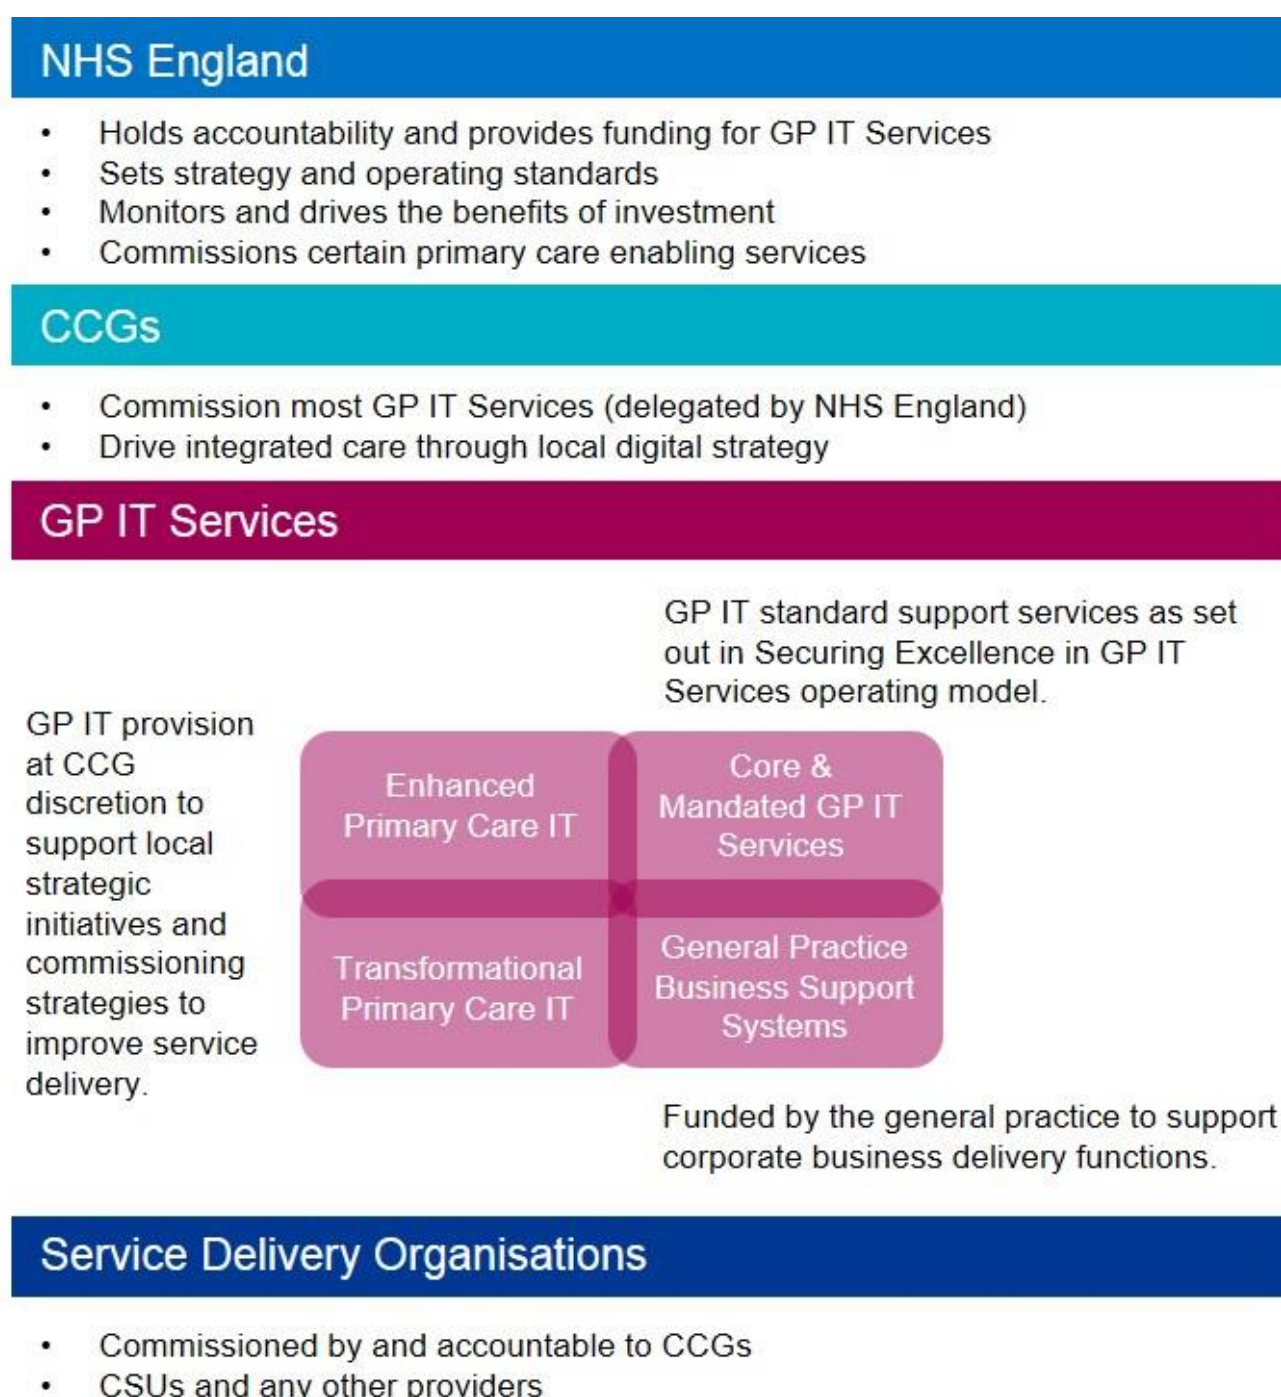 NHS England
• Holds accountability and provides funding for GP IT Services
• Sets strategy and operating standards
• Monitors and drives the benefits of investment
• Commissions certain primary care enabling services
CCGs
• Commission most GP IT Services (delegated by NHS England)
• Drive integrated care through local digital strategy
GP IT Services
GP IT standard support services as set
out in Securing Excellence in GP IT
Services operating model.
GP IT provision
at CCG
discretion to
support local
strategic
initiatives and
commissioning
strategies to
improve service
delivery.
Enhanced
Primary Care IT
Core &
Mandated GP IT
Services
Transformational
Primary Care IT
General Practice
Business Support
Systems
Funded by the general practice to support
corporate business delivery functions.
Service Delivery Organisations
• Commissioned by and accountable to CCGs
• CSUs and any other providers